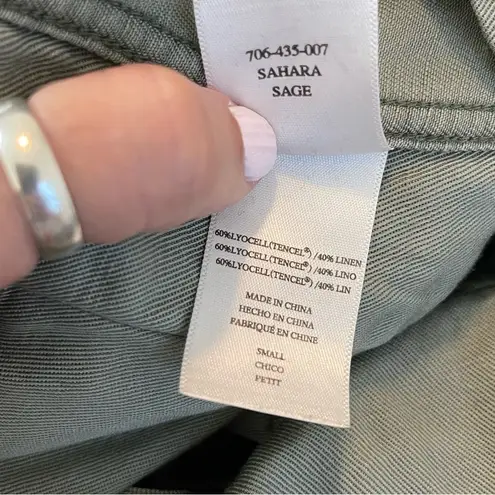 706-435-007
SAHARA
SAGE
60%LYOCELL(TENCEL®) /40% LINEN
60%LYOCELL(TENCEL®) /40% LINO
60%LYOCELL(TENCEL®) /40% LIN
MADE IN CHINA
HECHO EN CHINA
FABRIQUÉ EN CHINE
SMALL
CHICO
PETIT